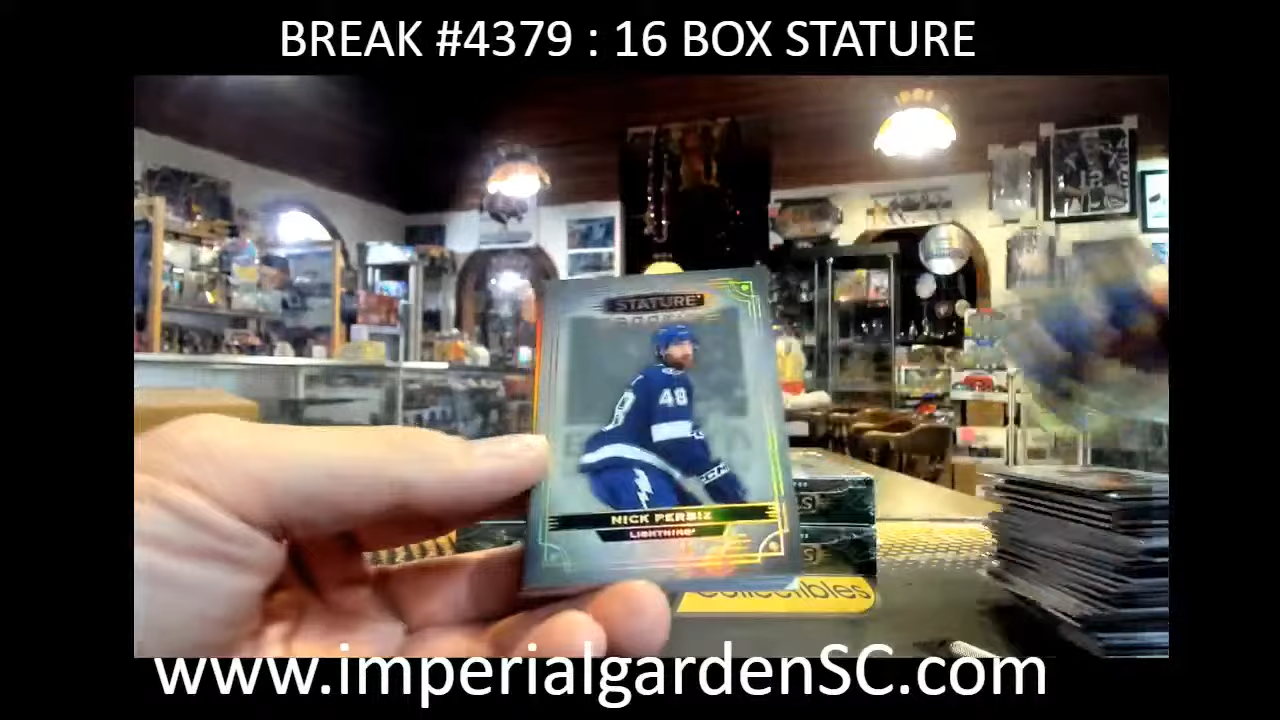 BREAK #4379 : 16 BOX STATURE
STATURE
48
NICK PERBIX
LIGHTNING
Collectibles
www.imperialgardenSC.com